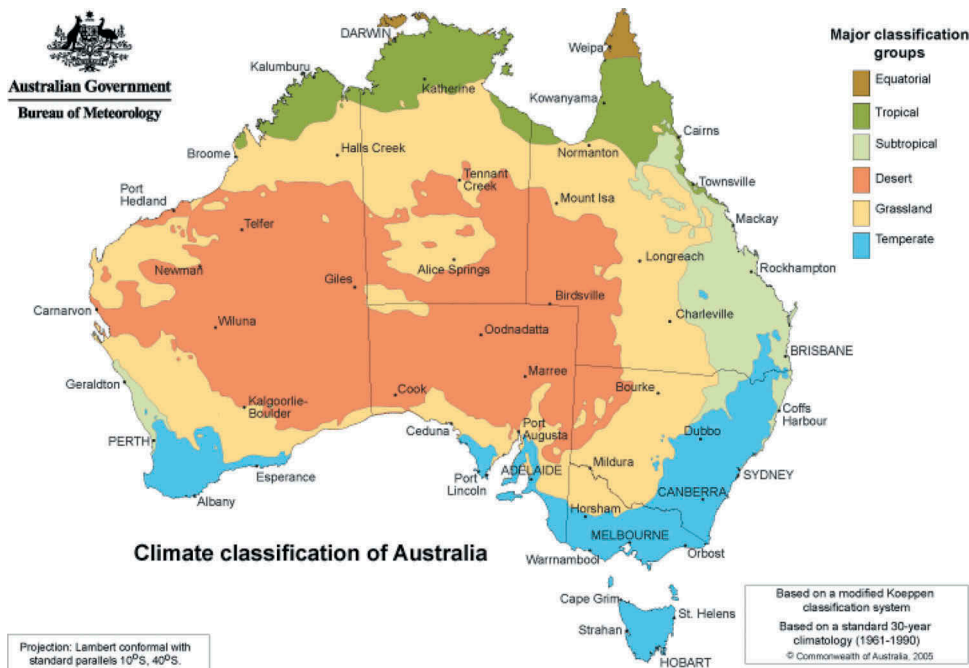 Australian Government
Bureau of Meteorology
Major classification
groups
Equatorial
Tropical
Subtropical
Desert
Grassland
Temperate
DARWIN
Weipa
Kalumburu
Katherine
Kowanyama
Cairns
Broome
Halls Creek
Normanton
Tennant
Creek
Townsville
Port
Hedland
Mount Isa
Mackay
Telfer
Longreach
Newman
Alice Springs
Rockhampton
Giles
Birdsville
Carnarvon
Wiluna
Oodnadatta
Charleville
BRISBANE
Marree
Geraldton
Cook
Bourke
Kalgoorlie-
Boulder
Coffs
Harbour
Ceduna
Port
Augusta
Dubbo
PERTH
Esperance
Port
Lincoln
ADELAIDE
Mildura
SYDNEY
Albany
CANBERRA
Horsham
MELBOURNE
Climate classification of Australia
Warrnambool
Orbost
Cape Grim
St. Helens
Strahan
HOBART
Based on a modified Koeppen
classification system
Based on a standard 30-year
climatology (1961-1990)
© Commonwealth of Australia, 2005
Projection: Lambert conformal with
standard parallels 10°S, 40°S.